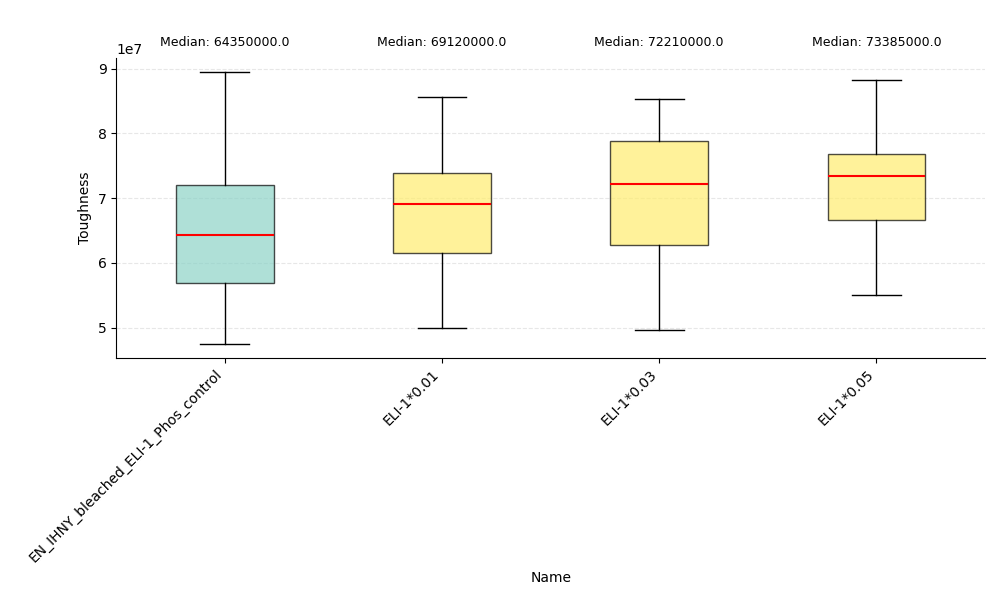 Median: 64350000.0 Median: 69120000.0 Median: 72210000.0 Median: 73385000.0
1e7
9
8
7
6
5
Toughness
EN_IHNY_bleached_ELI-1_Phos_control
ELI-1*0.01
ELI-1*0.03
ELI-1*0.05
Name